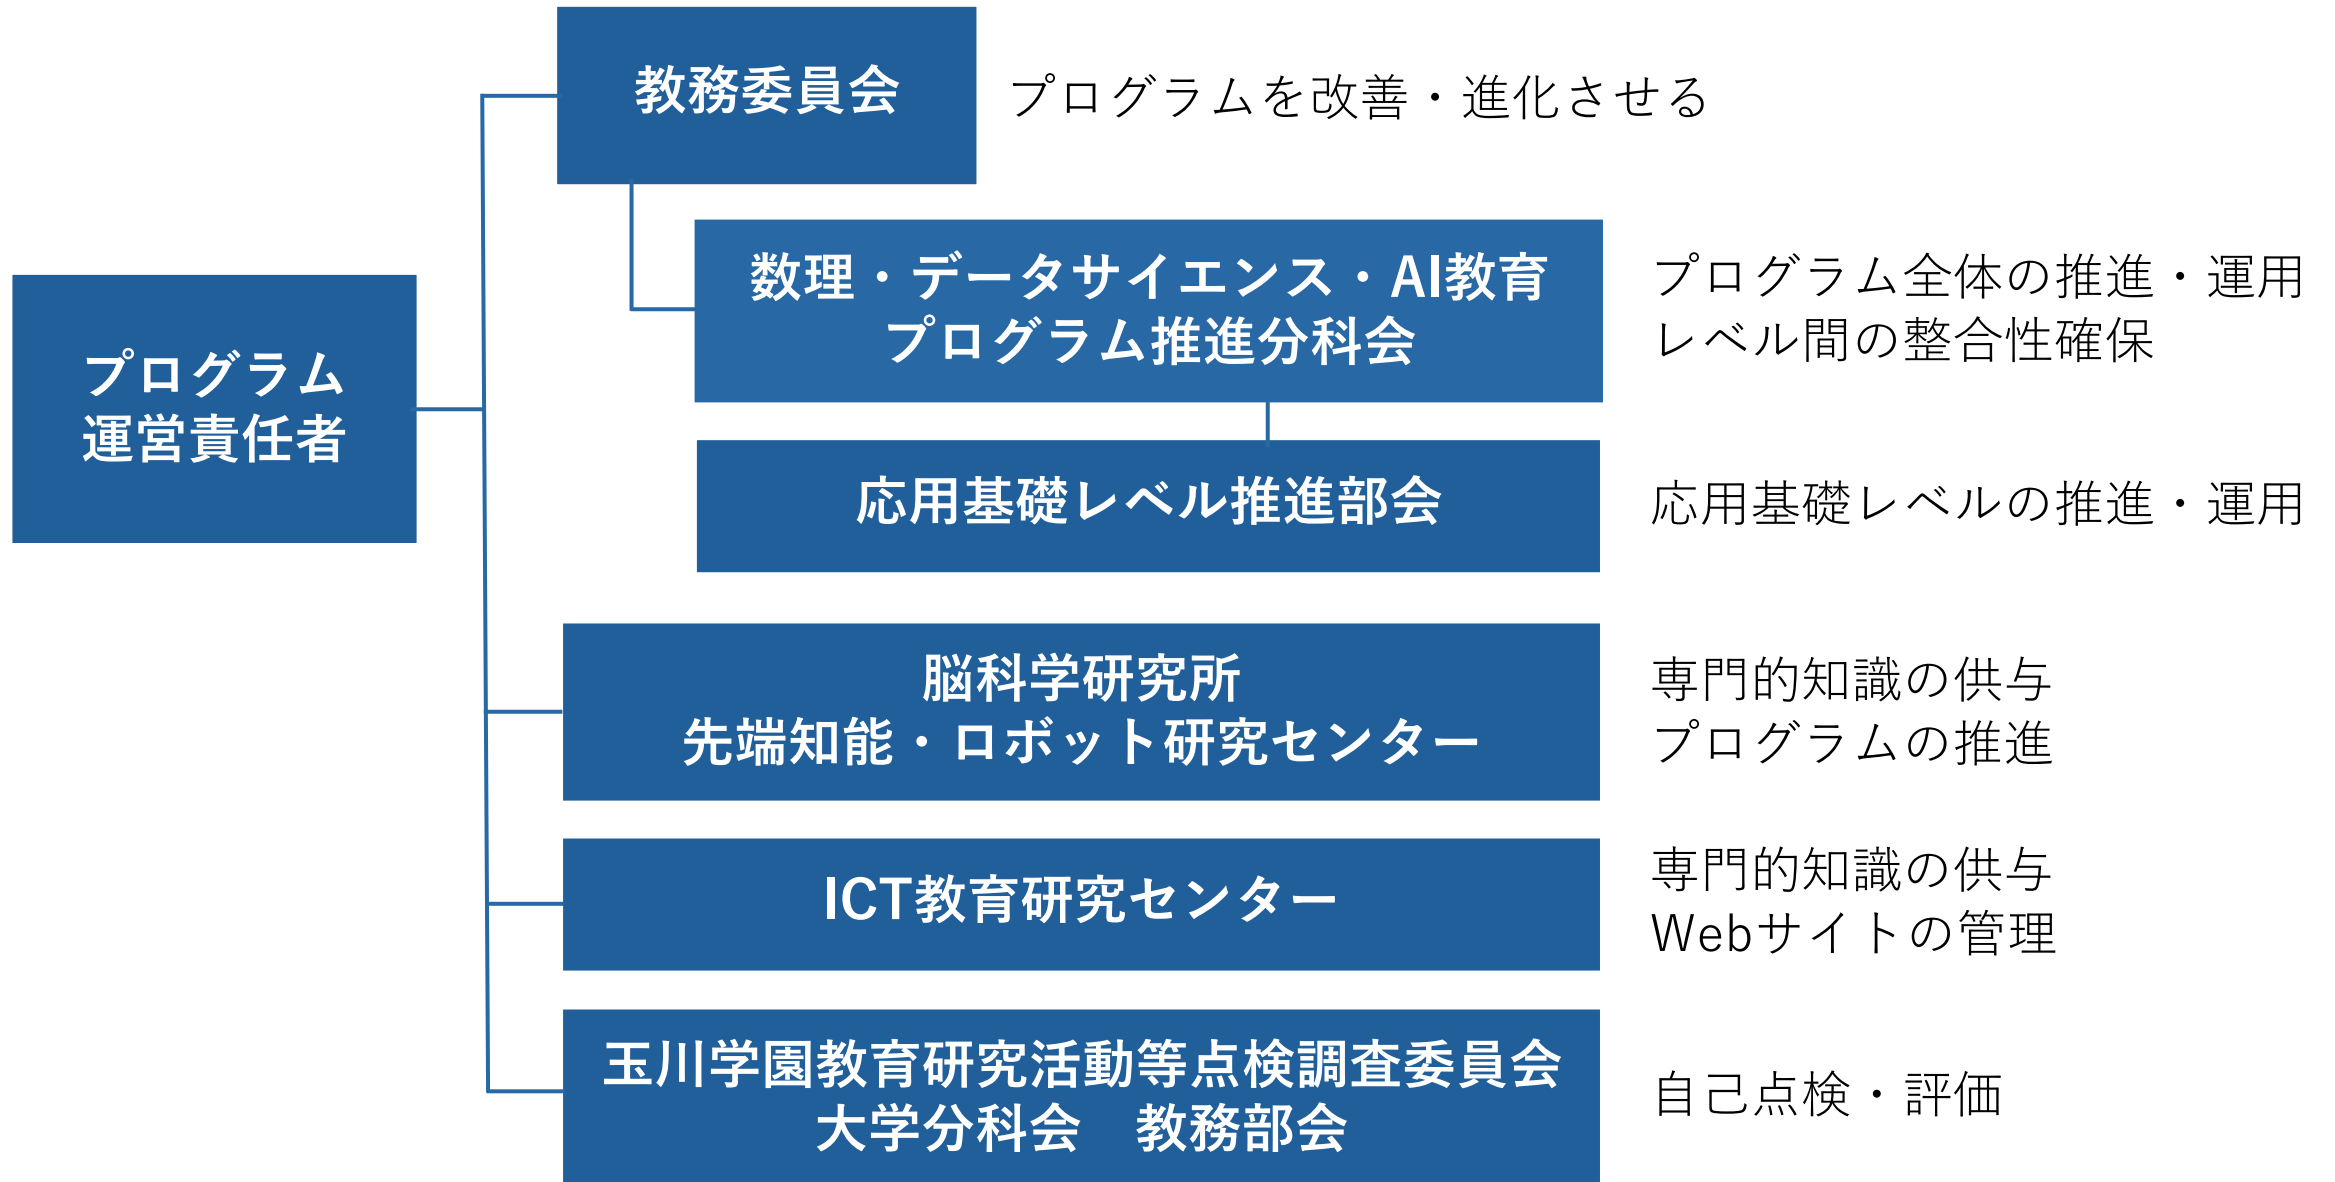 教務委員会
プログラムを改善・進化させる
数理・データサイエンス・AI教育
プログラム推進分科会
プログラム全体の推進・運用
レベル間の整合性確保
プログラム
運営責任者
応用基礎レベル推進部会
応用基礎レベルの推進・運用
脳科学研究所
先端知能・ロボット研究センター
専門的知識の供与
プログラムの推進
ICT教育研究センター
専門的知識の供与
Webサイトの管理
玉川学園教育研究活動等点検調査委員会
大学分科会　教務部会
自己点検・評価